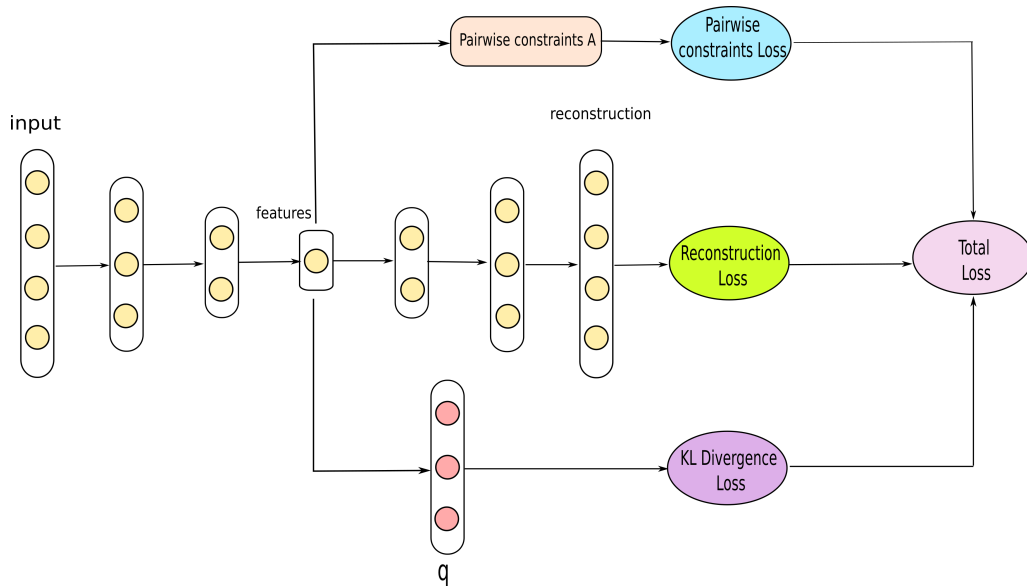 Pairwise constraints A
Pairwise
constraints Loss
input
reconstruction
features
Reconstruction
Loss
Total
Loss
KL Divergence
Loss
q